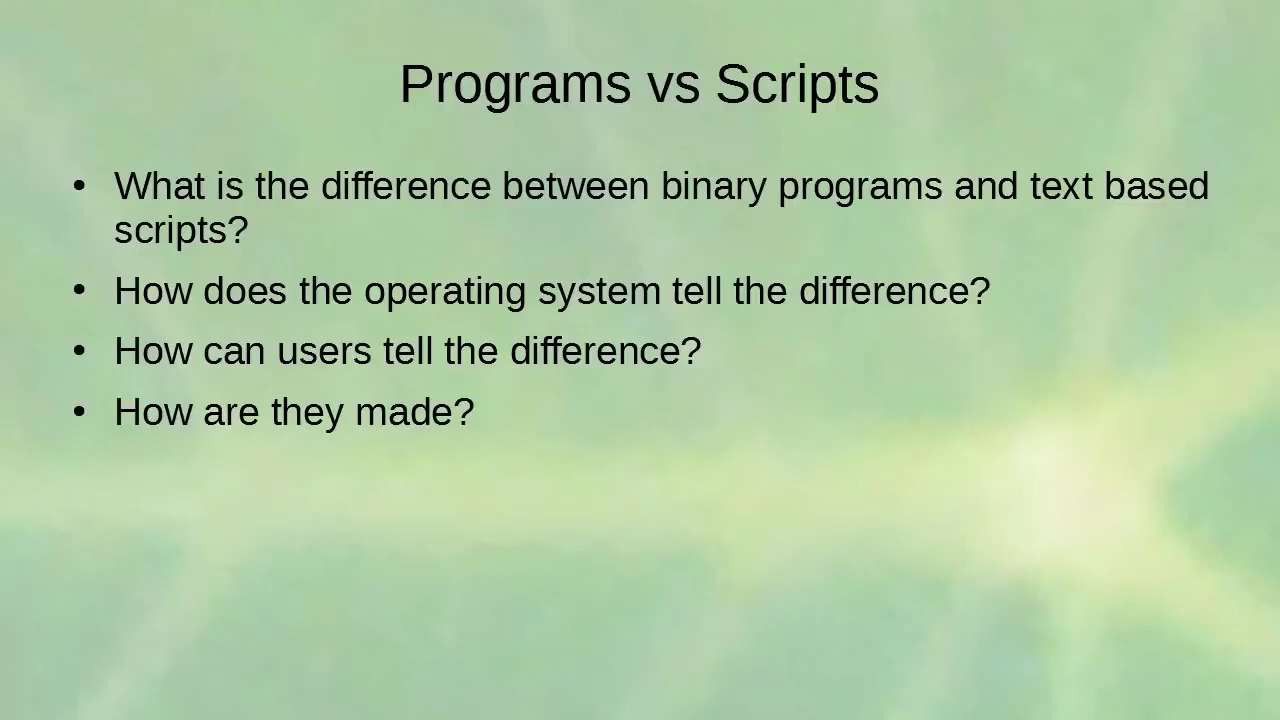 Programs vs Scripts
• What is the difference between binary programs and text based
scripts?
• How does the operating system tell the difference?
• How can users tell the difference?
• How are they made?